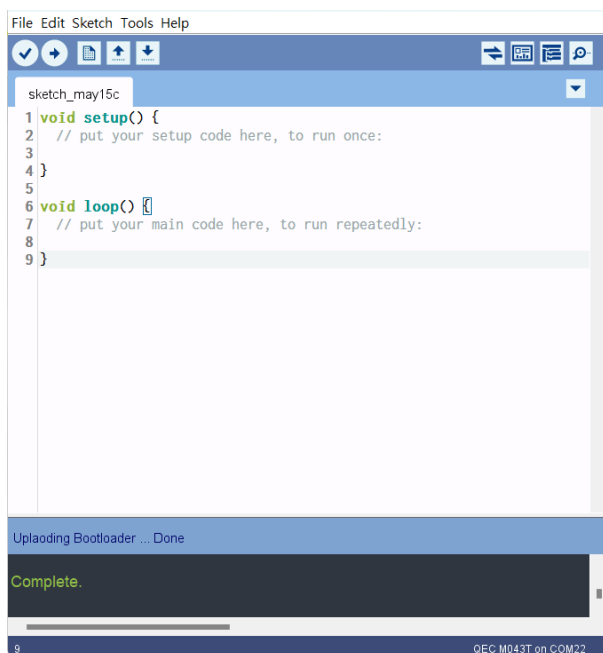 File Edit Sketch Tools Help
sketch_may15c
1 void setup() {
2 // put your setup code here, to run once:
3
4 }
5
6 void loop() {
7 // put your main code here, to run repeatedly:
8
9 }
Uplaoding Bootloader ... Done
Complete.
9 QEC M043T on COM22